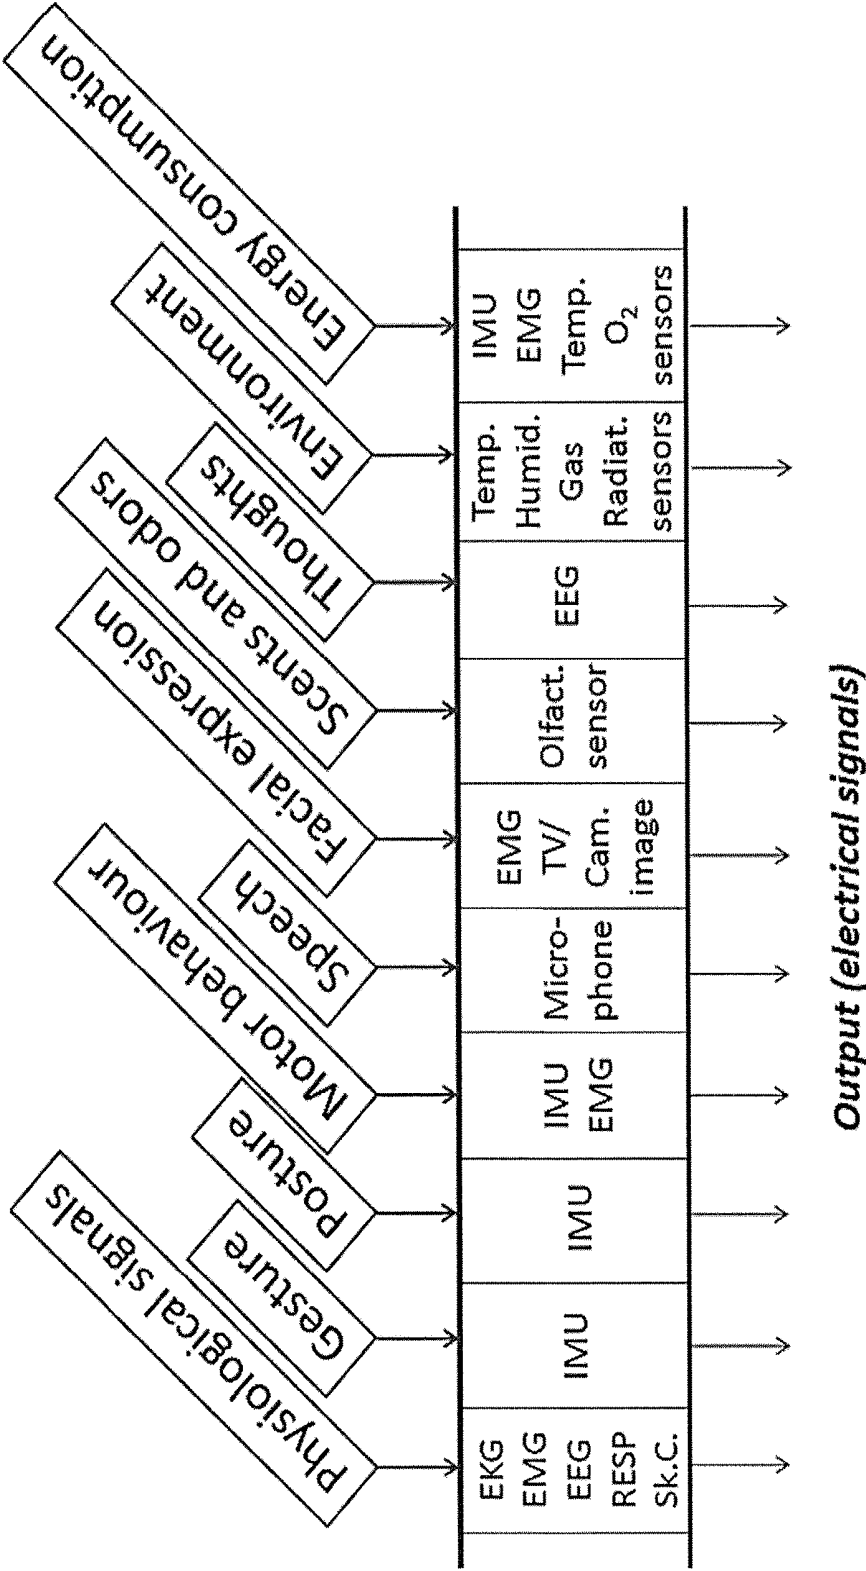 Physiological signals
Gesture
Posture
Motor behaviour
Speech
Facial expression
Scents and odors
Thoughts
Environment
Energy consumption
EKG
EMG
EEG
RESP
Sk.C.
IMU
IMU
IMU
EMG
Micro-
phone
EMG
TV/
Cam.
image
Olfact.
sensor
EEG
Temp.
Humid.
Gas
Radiat.
sensors
IMU
EMG
Temp.
O₂
sensors
Output (electrical signals)